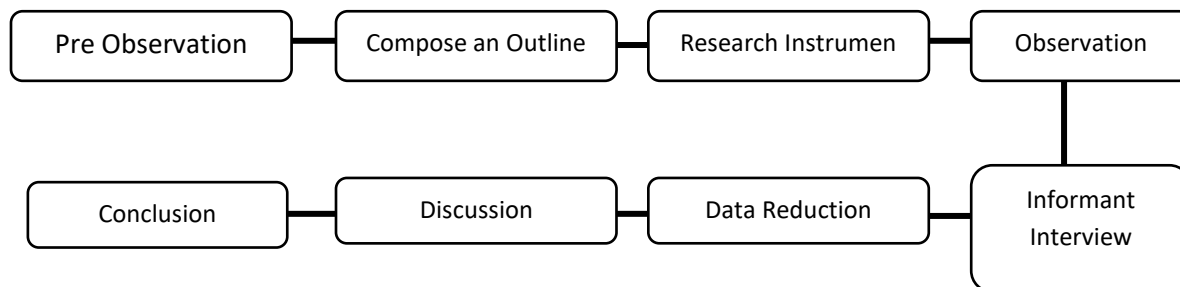 Pre Observation
Compose an Outline
Research Instrumen
Observation
Informant
Interview
Data Reduction
Discussion
Conclusion